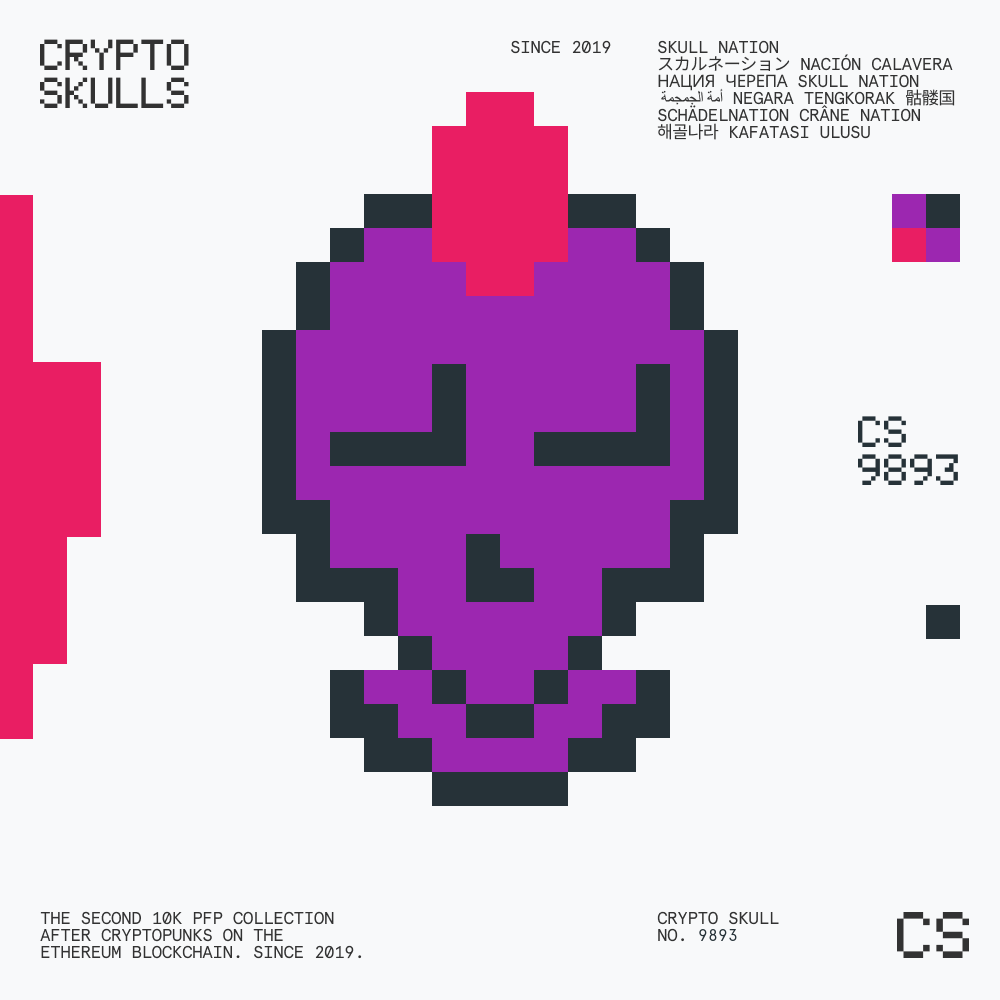 CRYPTO
SKULLS
SINCE 2019
SKULL NATION
スカルネーション NACIÓN CALAVERA
НАЦИЯ ЧЕРЕПА SKULL NATION
أمة الجمجمة NEGARA TENGKORAK 骷髅国
SCHÄDELNATION CRÂNE NATION
해골나라 KAFATASI ULUSU
CS
9893
THE SECOND 10K PFP COLLECTION
AFTER CRYPTOPUNKS ON THE
ETHEREUM BLOCKCHAIN. SINCE 2019.
CRYPTO SKULL
NO. 9893
CS